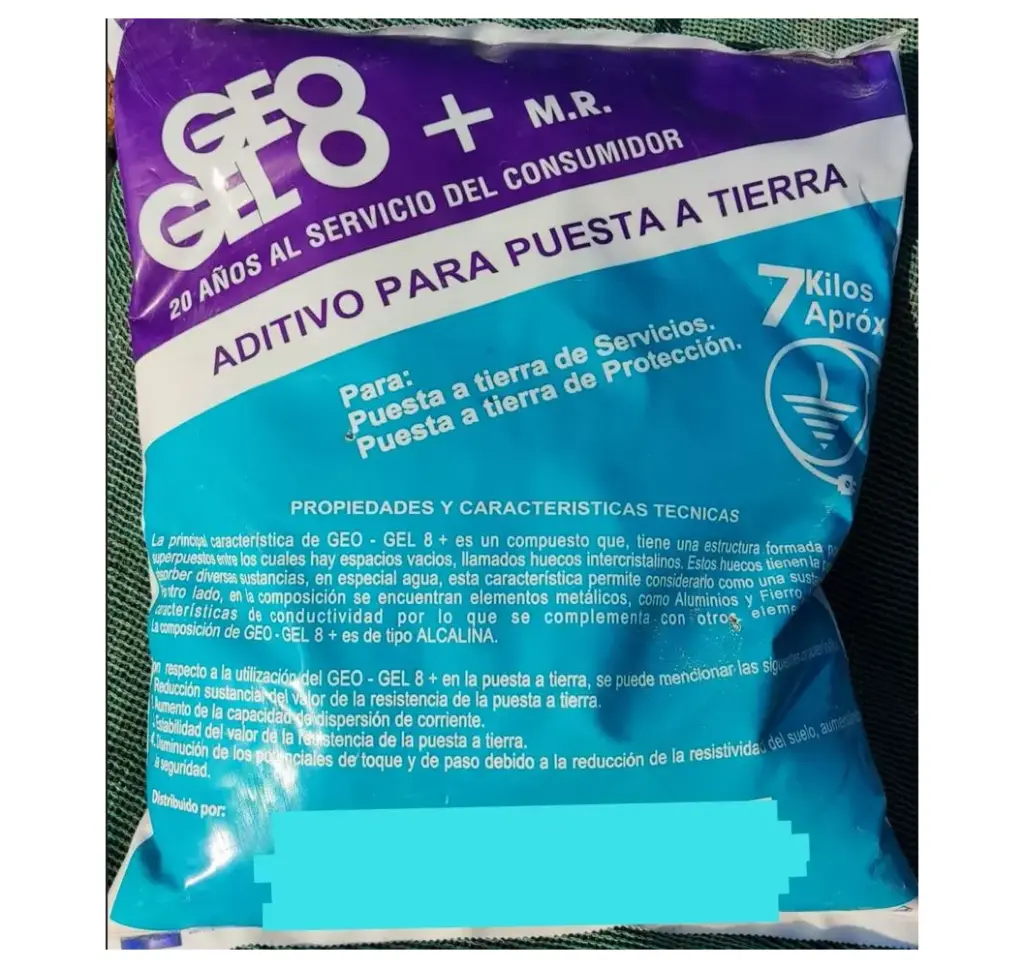 GEO
GEL 8 + M.R.
20 AÑOS AL SERVICIO DEL CONSUMIDOR
ADITIVO PARA PUESTA A TIERRA
7 Kilos
Apróx
Para:
Puesta a tierra de Servicios.
Puesta a tierra de Protección.
PROPIEDADES Y CARACTERISTICAS TECNICAS
La principal característica de GEO - GEL 8 + es un compuesto que, tiene una estructura formada
superpuestos entre los cuales hay espacios vacios, llamados huecos intercristalinos. Estos huecos tienen la
diversas sustancias, en especial agua, esta característica permite considerarlo como una
otro lado, en la composición se encuentran elementos metálicos, como Aluminios y Fierro
características de conductividad por lo que se complementa con otros
La composición de GEO - GEL 8 + es de tipo ALCALINA.
respecto a la utilización del GEO - GEL 8 + en la puesta a tierra, se puede mencionar las
Reducción sustancial del valor de la resistencia de la puesta a tierra.
Aumento de la capacidad de dispersión de corriente.
Estabilidad del valor de la resistencia de la puesta a tierra.
de los potenciales de toque y de paso debido a la reducción de la resistividad del suelo,
la seguridad.
Distribuido por: